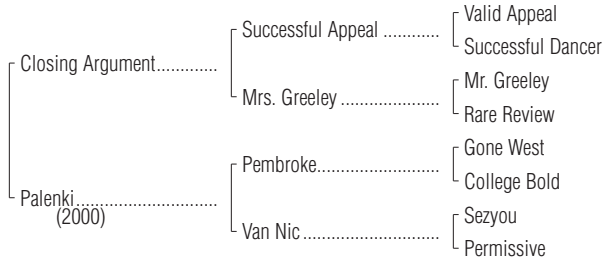 Valid Appeal
Successful Appeal ............
Successful Dancer
Closing Argument.............
Mr. Greeley
Mrs. Greeley ....................
Rare Review
Gone West
Pembroke.........................
College Bold
Palenki..............................
(2000)
Sezyou
Van Nic ............................
Permissive